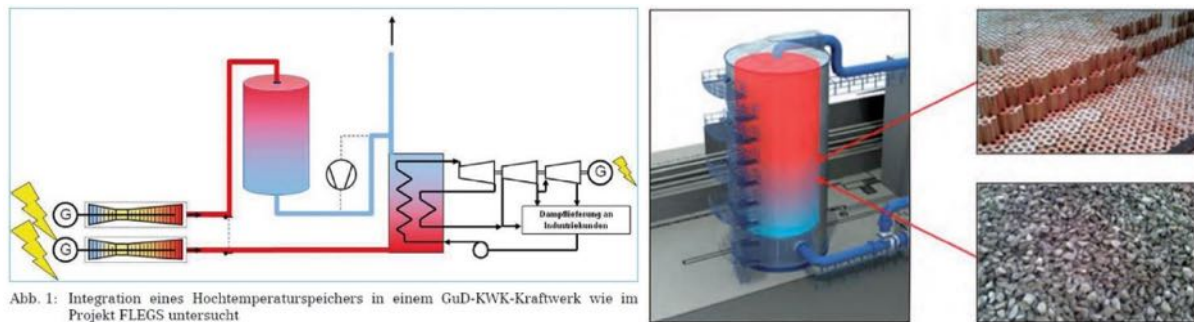 G
G
G
Dampflieferung an
Industriekunden
Abb. 1: Integration eines Hochtemperaturspeichers in einem GuD-KWK-Kraftwerk wie im
Projekt FLEGS untersucht